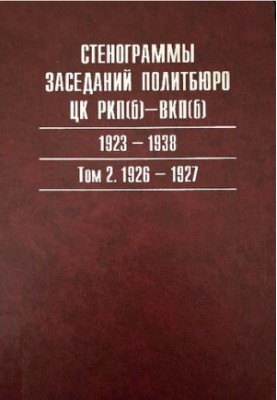 СТЕНОГРАММЫ
ЗАСЕДАНИЙ ПОЛИТБЮРО
ЦК РКП(б)–ВКП(б)
1923 – 1938
Том 2. 1926 – 1927